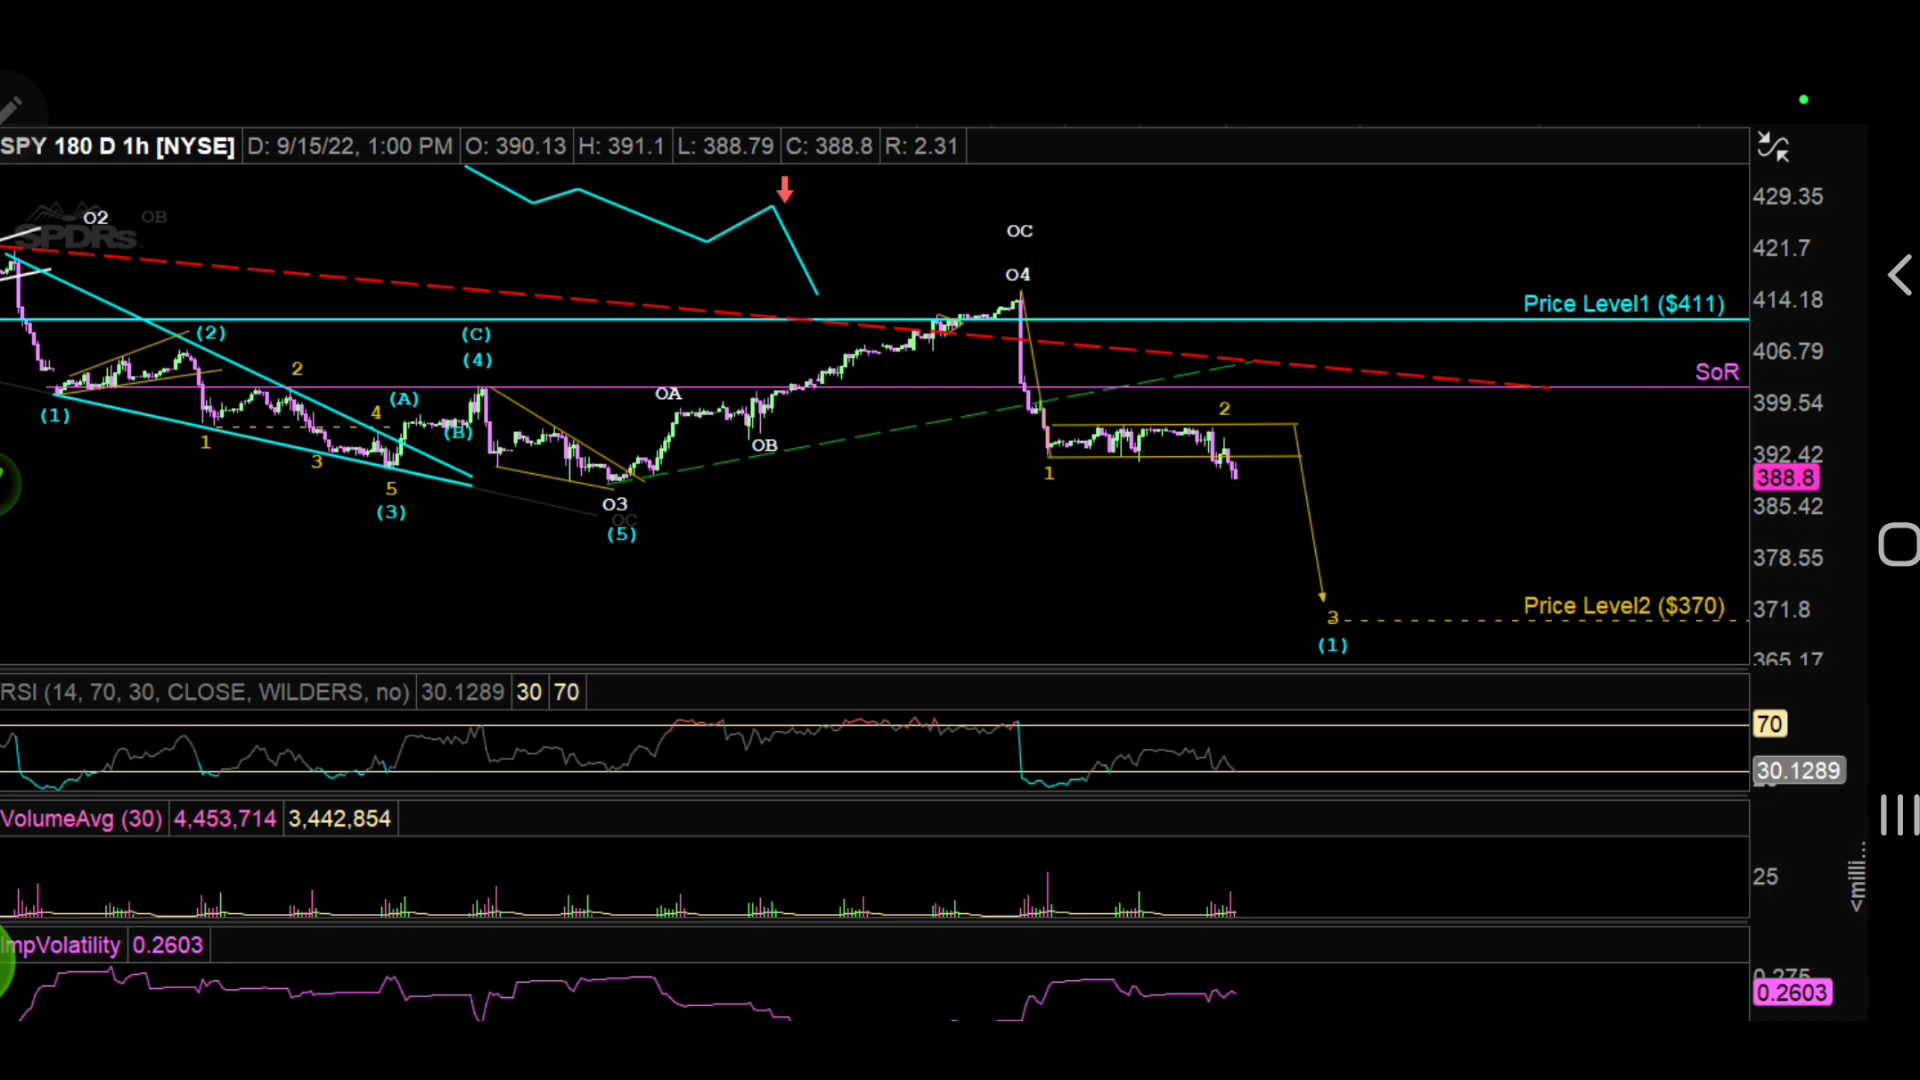 SPY 180 D 1h [NYSE] D: 9/15/22, 1:00 PM O: 390.13 H: 391.1 L: 388.79 C: 388.8 R: 2.31
429.35
O2 OB
SPDRs
OC
421.7
O4
414.18
Price Level1 ($411)
(2) (C)
(4)
406.79
2
SoR
OA
(A)
399.54
(1) 4 2
(B)
1 OB
392.42
3 1
388.8
5
O3
385.42
(3)
OC
(5)
378.55
Price Level2 ($370)
371.8
3
(1)
365.17
RSI (14, 70, 30, CLOSE, WILDERS, no) 30.1289 30 70
70
30.1289
VolumeAvg (30) 4,453,714 3,442,854
25
<milli...
ImpVolatility 0.2603
0.275
0.2603